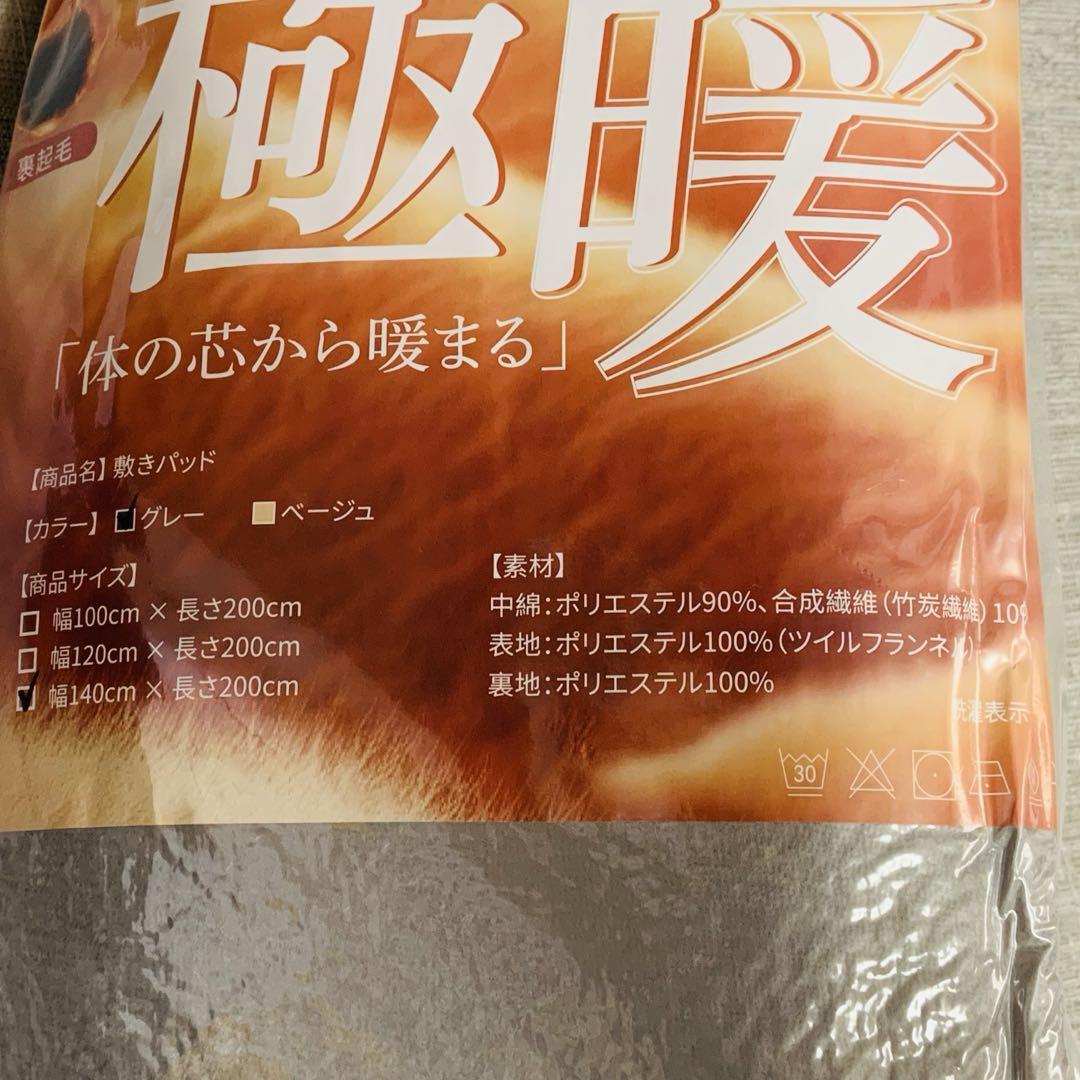 極暖
裏起毛
「体の芯から暖まる」
【商品名】敷きパッド
【カラー】 グレー ベージュ
【商品サイズ】
幅100cm × 長さ200cm
幅120cm × 長さ200cm
幅140cm × 長さ200cm
【素材】
中綿：ポリエステル90%、合成繊維（竹炭繊維）10%
表地：ポリエステル100%（ツイルフランネル）
裏地：ポリエステル100%
洗濯表示
30